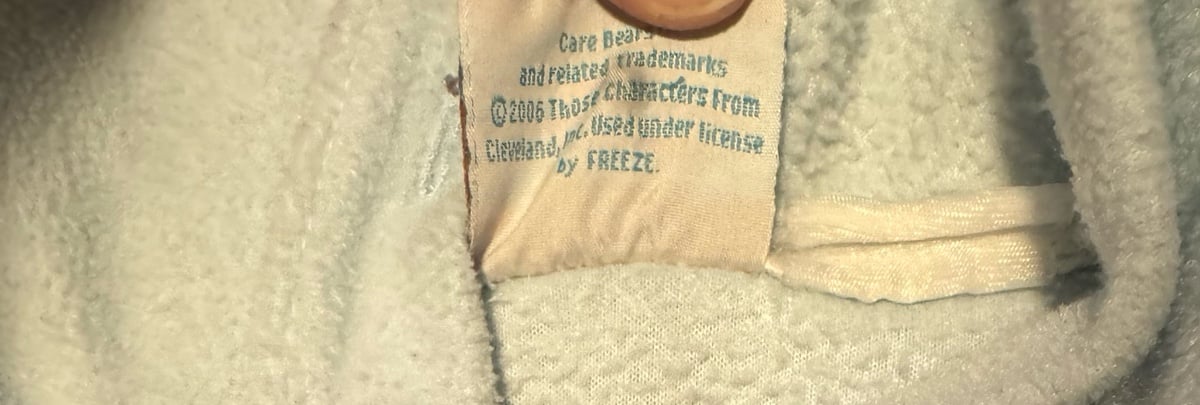 Care Bears
and related trademarks
©2006 Those Characters From
Cleveland, Inc. Used under license
by FREEZE.